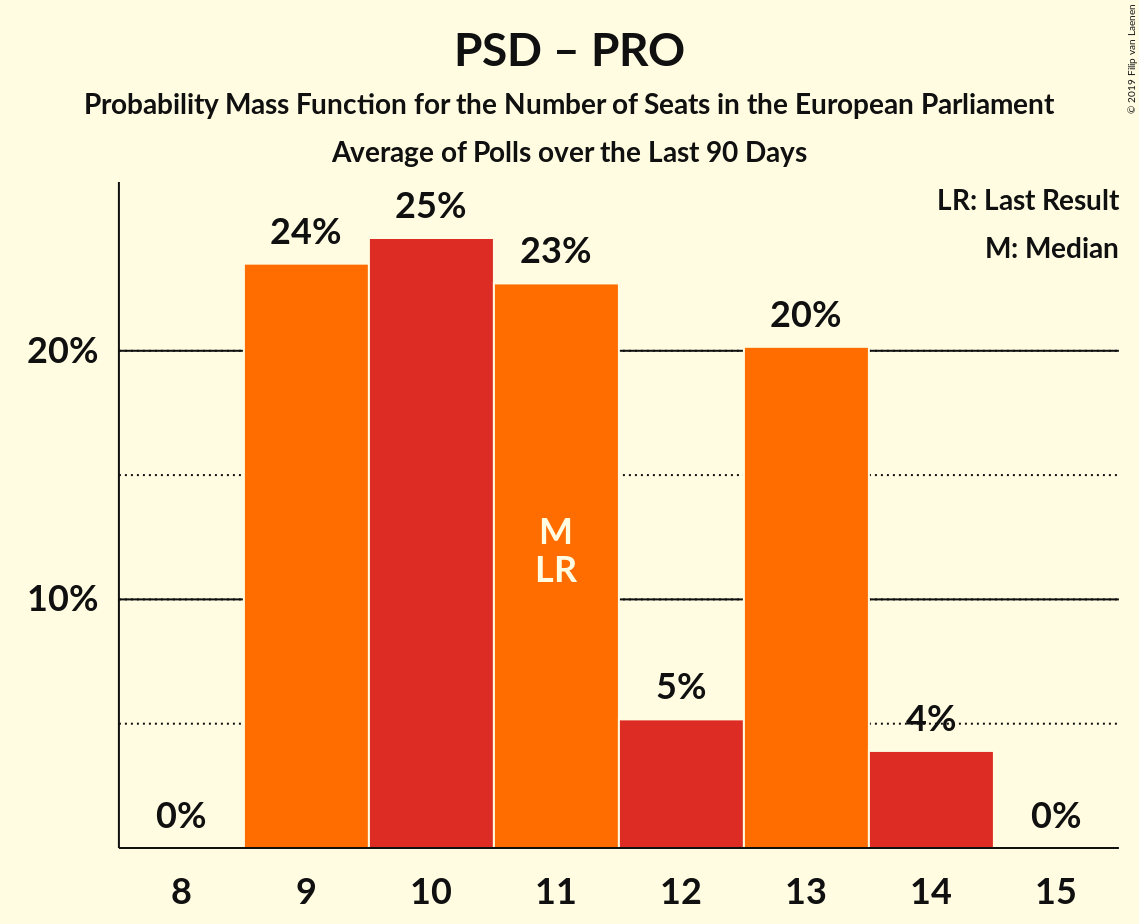 PSD – PRO
Probability Mass Function for the Number of Seats in the European Parliament
Average of Polls over the Last 90 Days
© 2019 Filip van Laenen
LR: Last Result
M: Median
25%
24%
23%
20%
20%
M
LR
10%
5%
4%
0%
0%
8 9 10 11 12 13 14 15